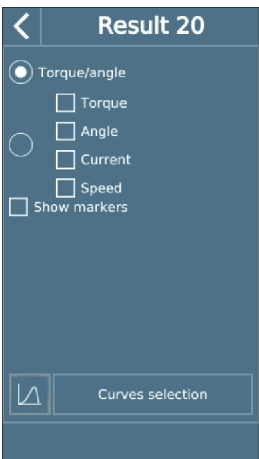 Result 20
Torque/angle
Torque
Angle
Current
Speed
Show markers
Curves selection